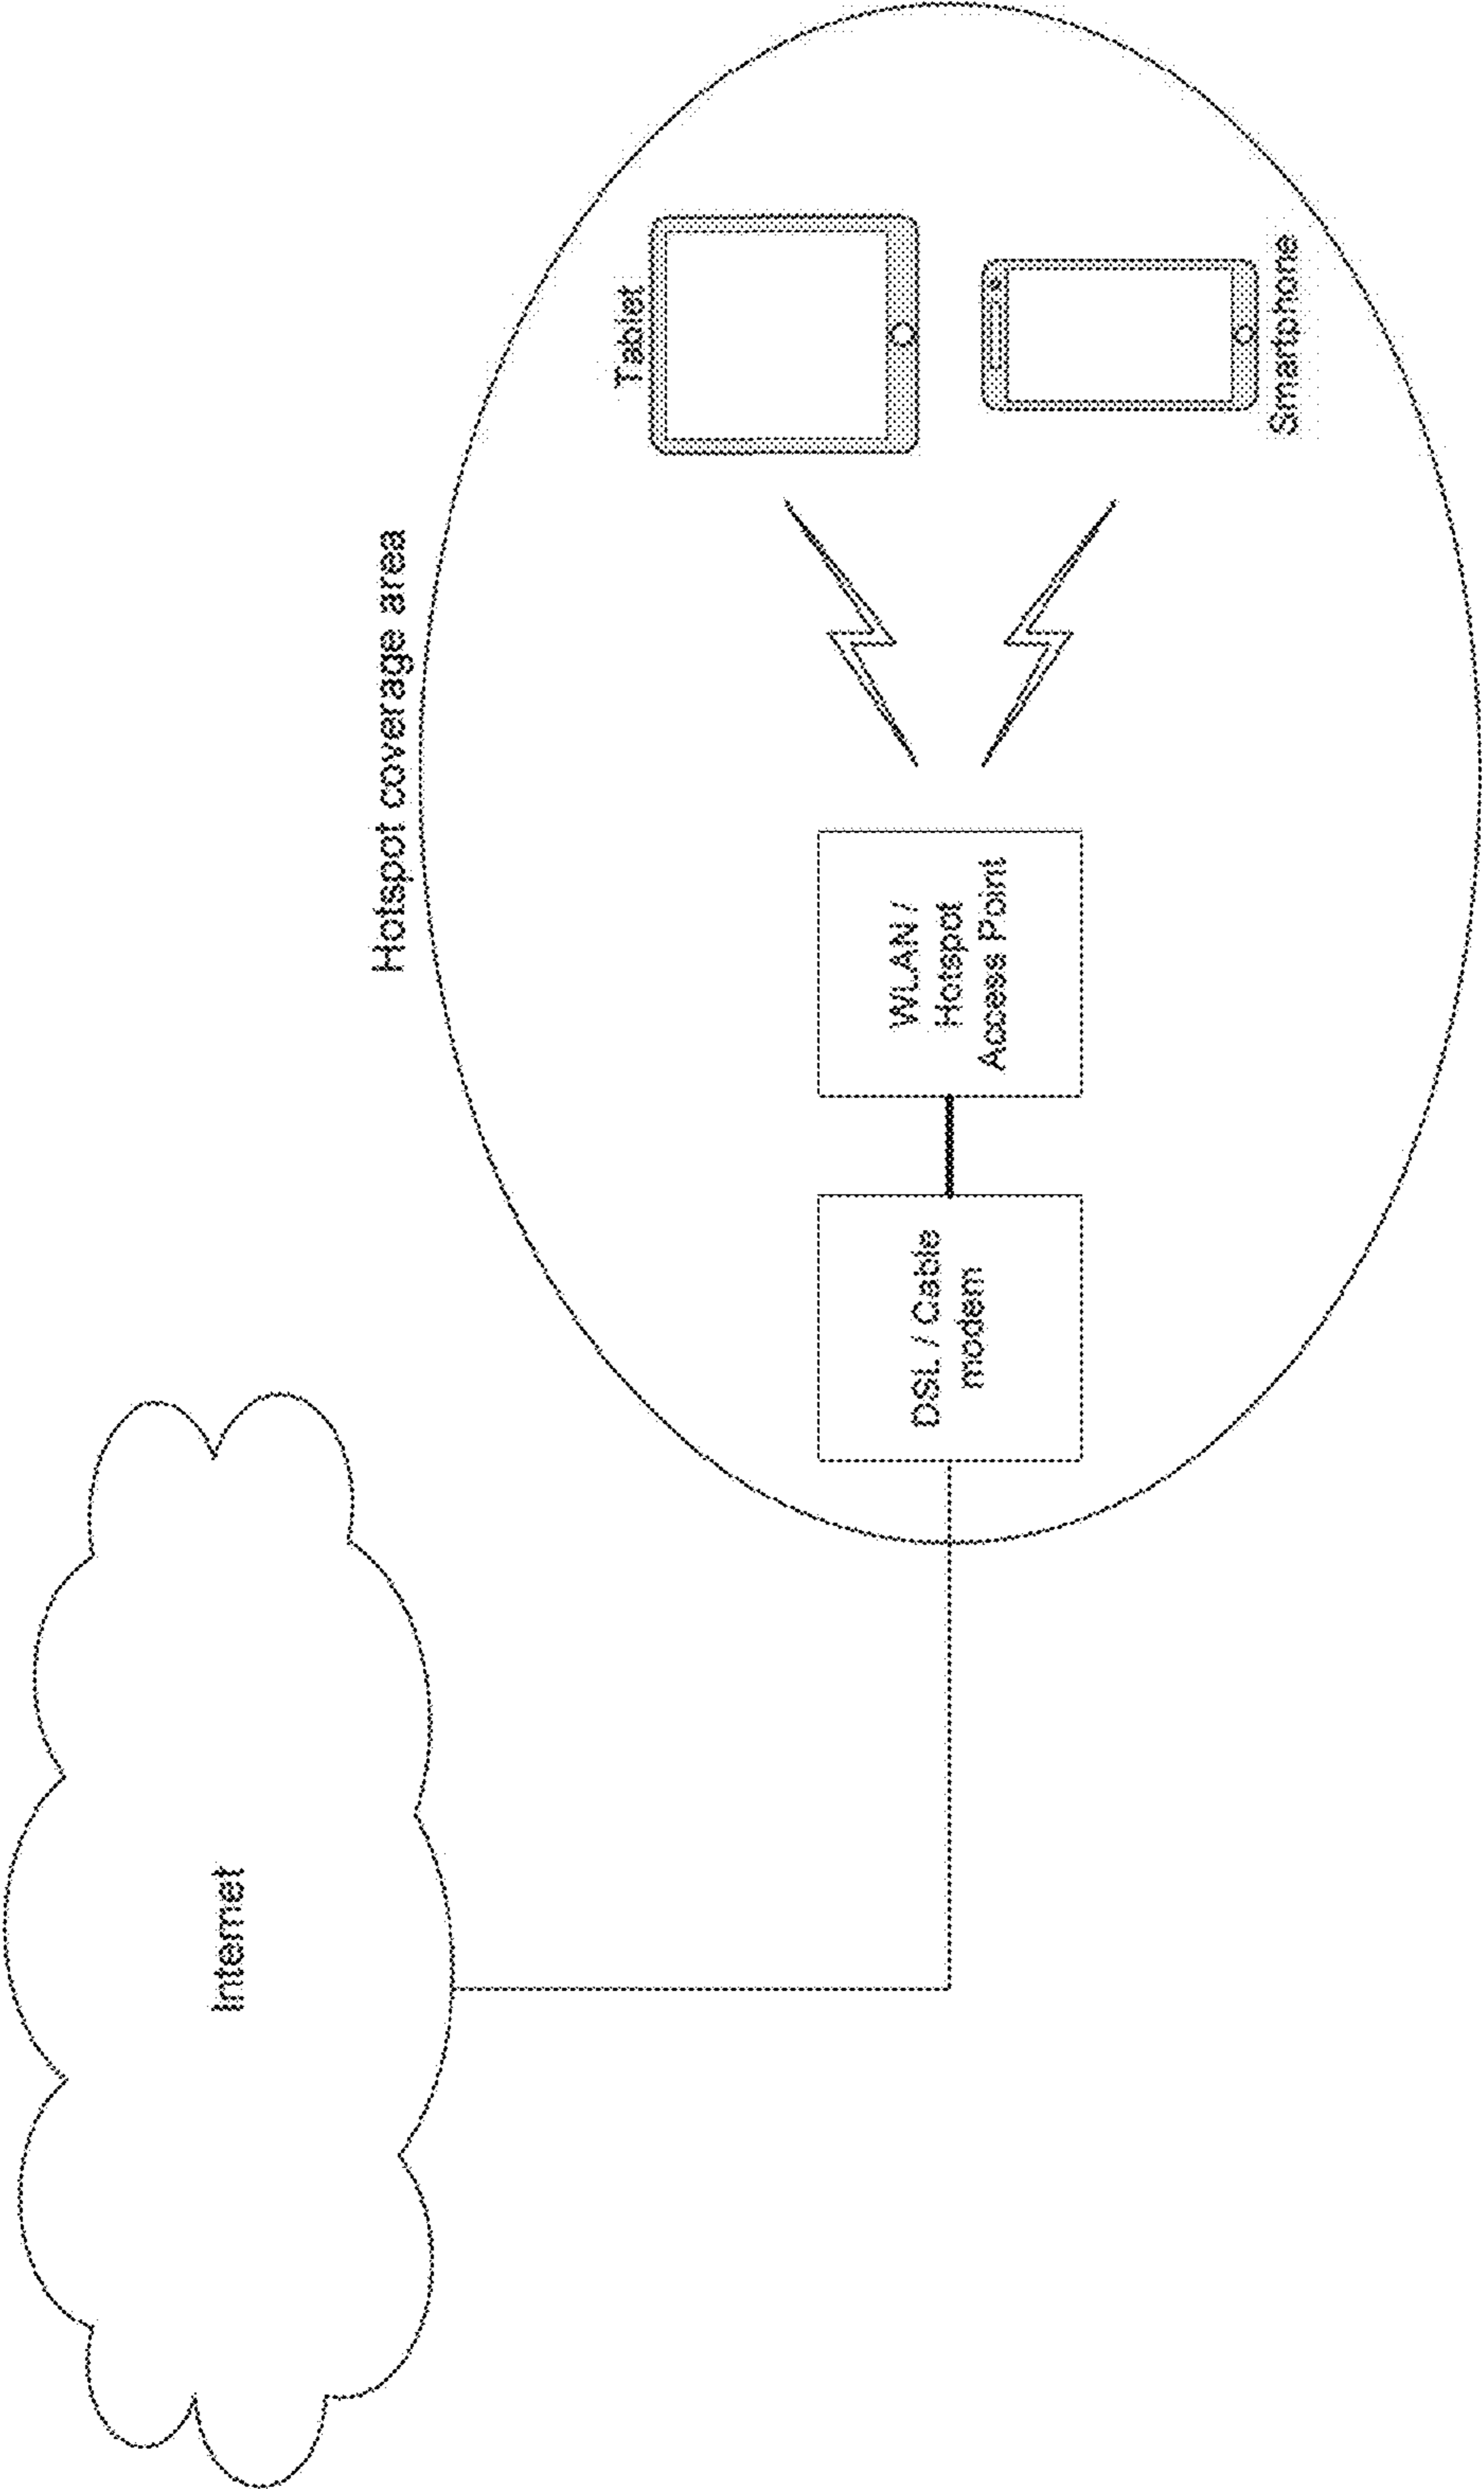 Internet
Hotspot coverage area
DSL / Cable
modem
WLAN /
Hotspot
Access Point
Tablet
Smartphone